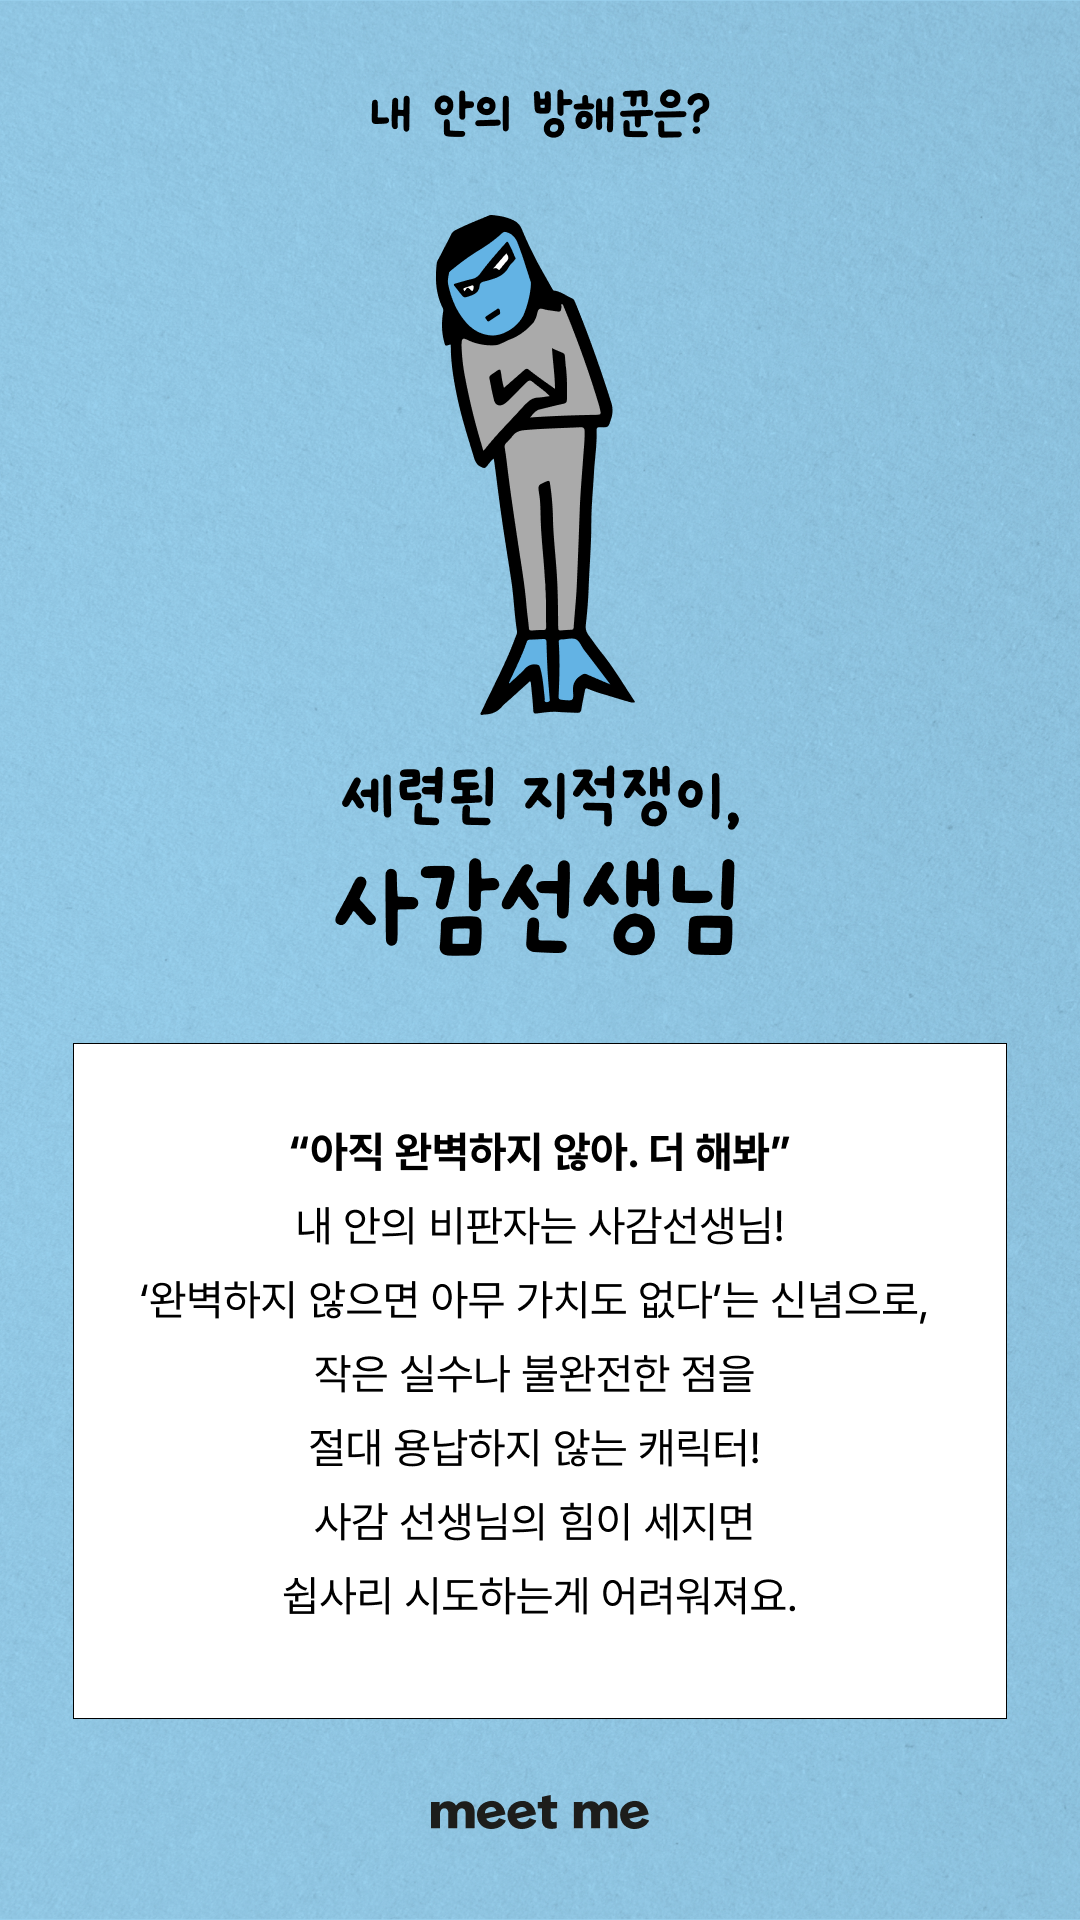 내 안의 방해꾼은?
세련된 지적쟁이,
사감선생님
“아직 완벽하지 않아. 더 해봐”
내 안의 비판자는 사감선생님!
‘완벽하지 않으면 아무 가치도 없다’는 신념으로,
작은 실수나 불완전한 점을
절대 용납하지 않는 캐릭터!
사감 선생님의 힘이 세지면
쉽사리 시도하는게 어려워져요.
meet me